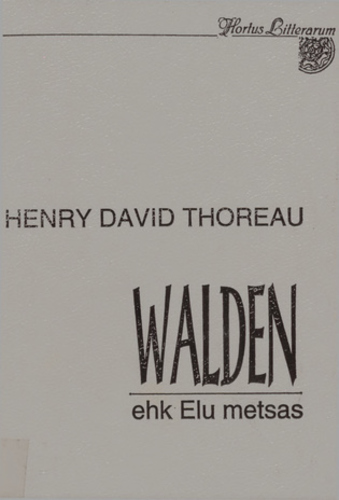 Hortus Litterarum
HENRY DAVID THOREAU
WALDEN
ehk Elu metsas